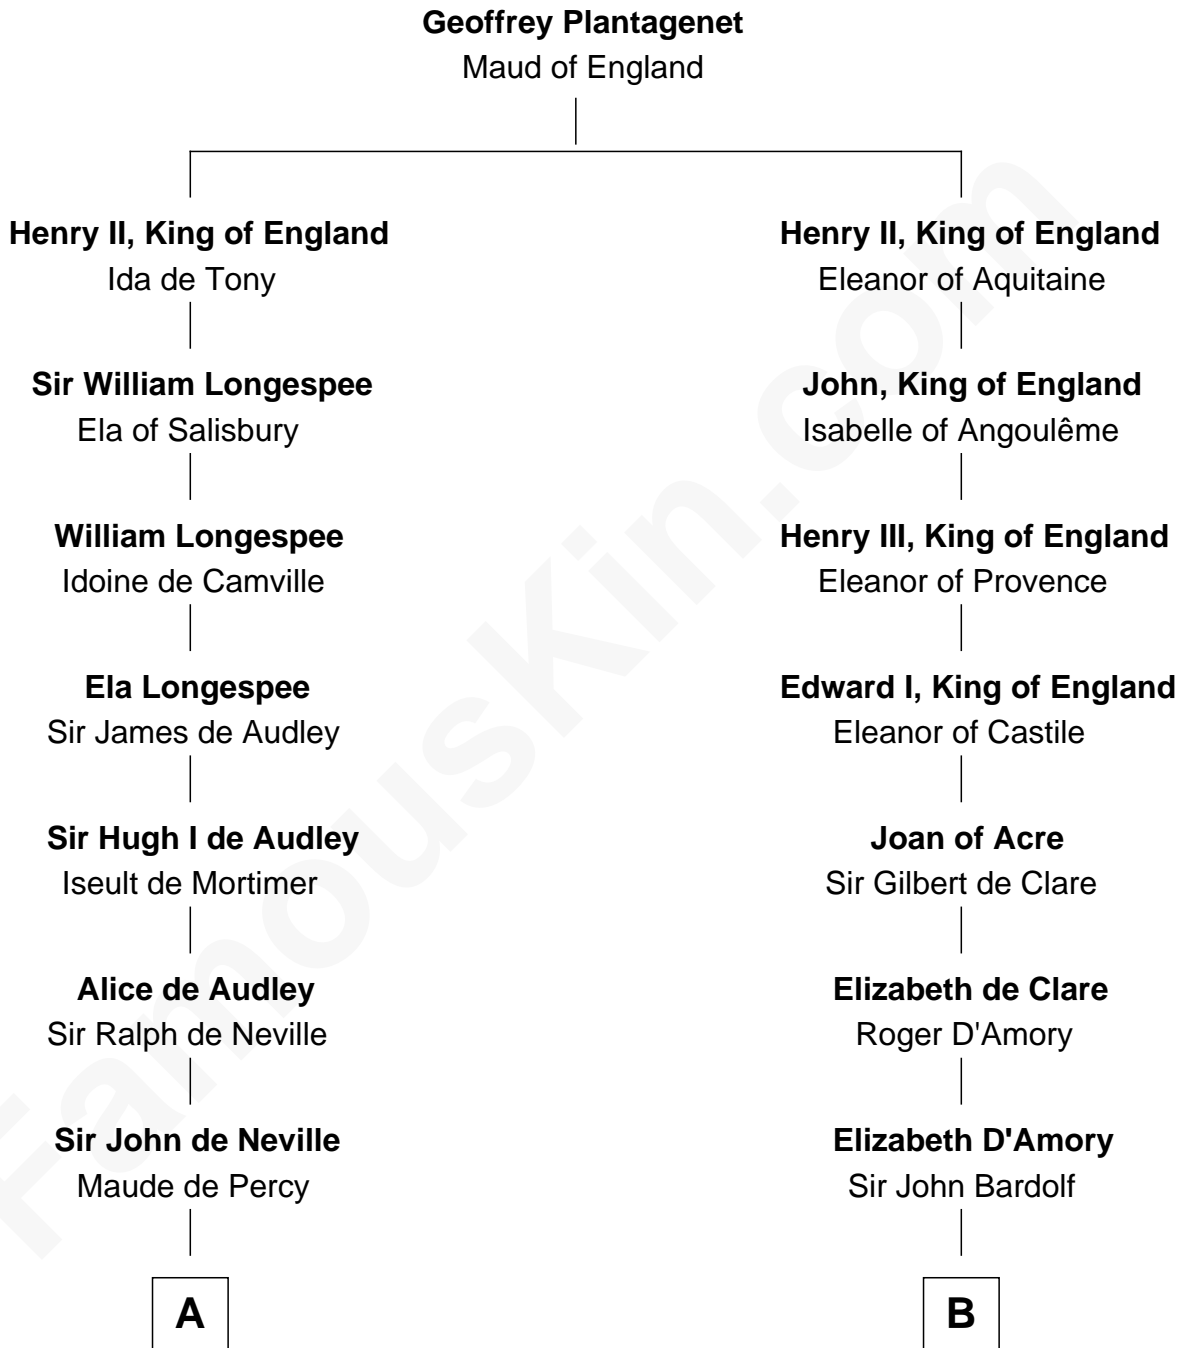 Geoffrey Plantagenet
Maud of England
Henry II, King of England
Ida de Tony
Henry II, King of England
Eleanor of Aquitaine
Sir William Longespee
Ela of Salisbury
John, King of England
Isabelle of Angoulême
William Longespee
Idoine de Camville
Henry III, King of England
Eleanor of Provence
Ela Longespee
Sir James de Audley
Edward I, King of England
Eleanor of Castile
Sir Hugh I de Audley
Iseult de Mortimer
Joan of Acre
Sir Gilbert de Clare
Alice de Audley
Sir Ralph de Neville
Elizabeth de Clare
Roger D'Amory
Sir John de Neville
Maude de Percy
Elizabeth D'Amory
Sir John Bardolf
A
B
FamousKin.com